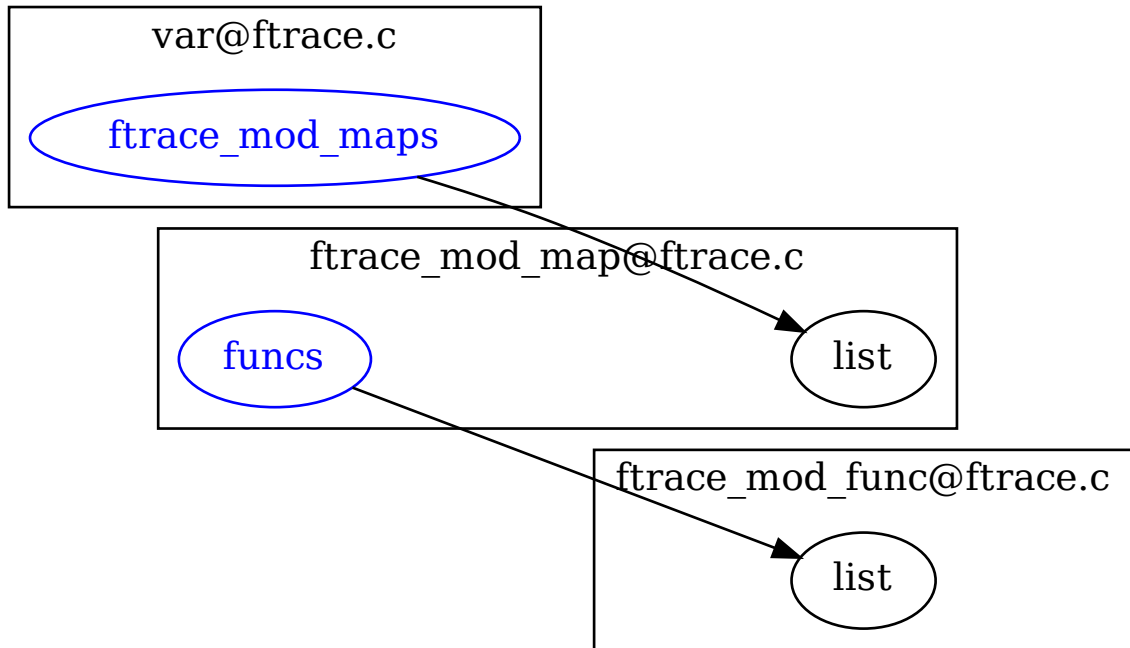 var@ftrace.c
ftrace_mod_maps
ftrace_mod_map@ftrace.c
funcs
list
ftrace_mod_func@ftrace.c
list